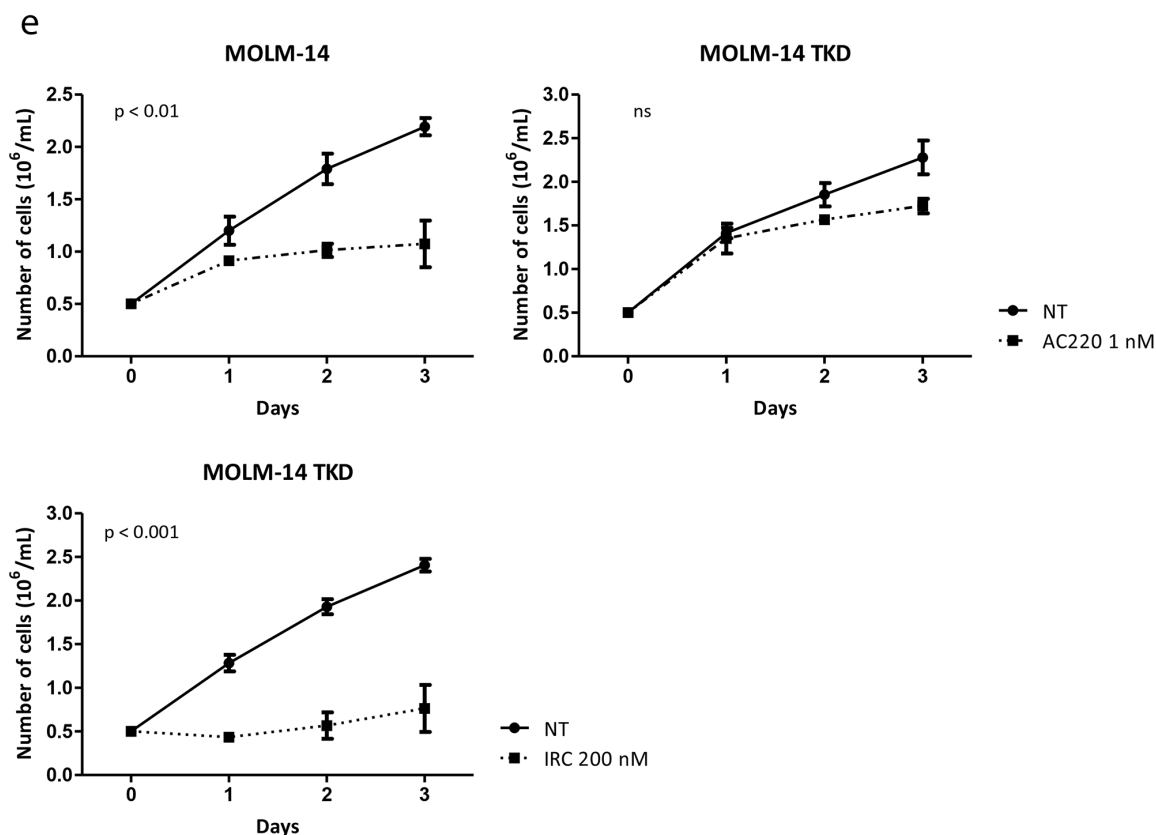 e
MOLM-14
p < 0.01
Number of cells (10⁶/mL)
2.5
2.0
1.5
1.0
0.5
0.0
0 1 2 3
Days
MOLM-14 TKD
ns
Number of cells (10⁶/mL)
3.0
2.5
2.0
1.5
1.0
0.5
0.0
0 1 2 3
Days
NT
AC220 1 nM
MOLM-14 TKD
p < 0.001
Number of cells (10⁶/mL)
3.0
2.5
2.0
1.5
1.0
0.5
0.0
0 1 2 3
Days
NT
IRC 200 nM